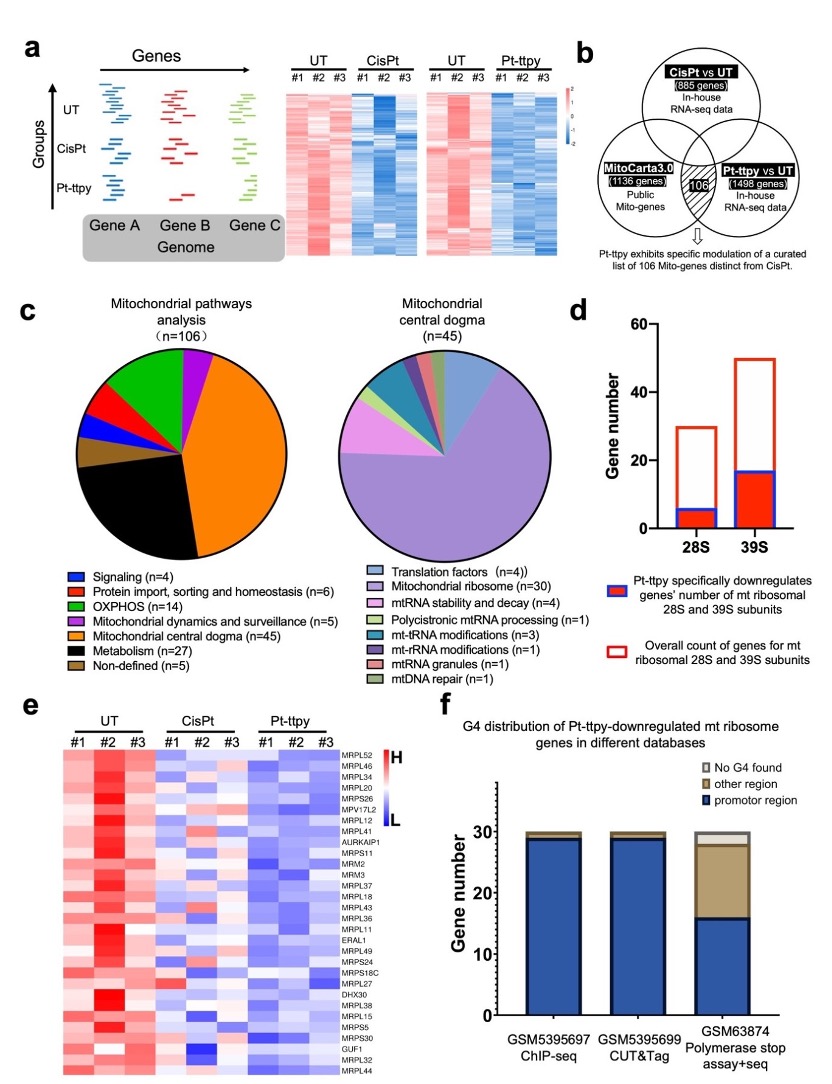 a
Genes
Groups
UT
CisPt
Pt-ttpy
Gene A
Gene B
Gene C
Genome
UT
CisPt
UT
Pt-ttpy
#1 #2 #3 #1 #2 #3
#1 #2 #3 #1 #2 #3
2
1
0
-1
-2
b
CisPt vs UT
(885 genes)
In-house
RNA-seq data
MitoCarta3.0
(1136 genes)
Public
Mito-genes
106
Pt-ttpy vs UT
(1498 genes)
In-house
RNA-seq data
Pt-ttpy exhibits specific modulation of a curated
list of 106 Mito-genes distinct from CisPt.
c
Mitochondrial pathways
analysis
(n=106)
Signaling (n=4)
Protein import, sorting and homeostasis (n=6)
OXPHOS (n=14)
Mitochondrial dynamics and surveillance (n=5)
Mitochondrial central dogma (n=45)
Metabolism (n=27)
Non-defined (n=5)
Mitochondrial
central dogma
(n=45)
Translation factors (n=4))
Mitochondrial ribosome (n=30)
mtRNA stability and decay (n=4)
Polycistronic mtRNA processing (n=1)
mt-tRNA modifications (n=3)
mt-rRNA modifications (n=1)
mtRNA granules (n=1)
mtDNA repair (n=1)
d
Gene number
60
40
20
0
28S
39S
Pt-ttpy specifically downregulates
genes' number of mt ribosomal
28S and 39S subunits
Overall count of genes for mt
ribosomal 28S and 39S subunits
e
UT
CisPt
Pt-ttpy
#1 #2 #3 #1 #2 #3 #1 #2 #3
H
L
MRPL52
MRPL46
MRPL34
MRPL20
MRPS26
MPV17L2
MRPL12
MRPL41
AURKAIP1
MRPS11
MRM2
MRM3
MRPL37
MRPL18
MRPL43
MRPL36
MRPL11
ERAL1
MRPL49
MRPS24
MRPS18C
MRPL27
DHX30
MRPL38
MRPL15
MRPS5
MRPS30
GUF1
MRPL32
MRPL44
f
G4 distribution of Pt-ttpy-downregulated mt ribosome
genes in different databases
No G4 found
other region
promotor region
Gene number
30
20
10
0
GSM5395697
ChIP-seq
GSM5395699
CUT&Tag
GSM63874
Polymerase stop
assay+seq